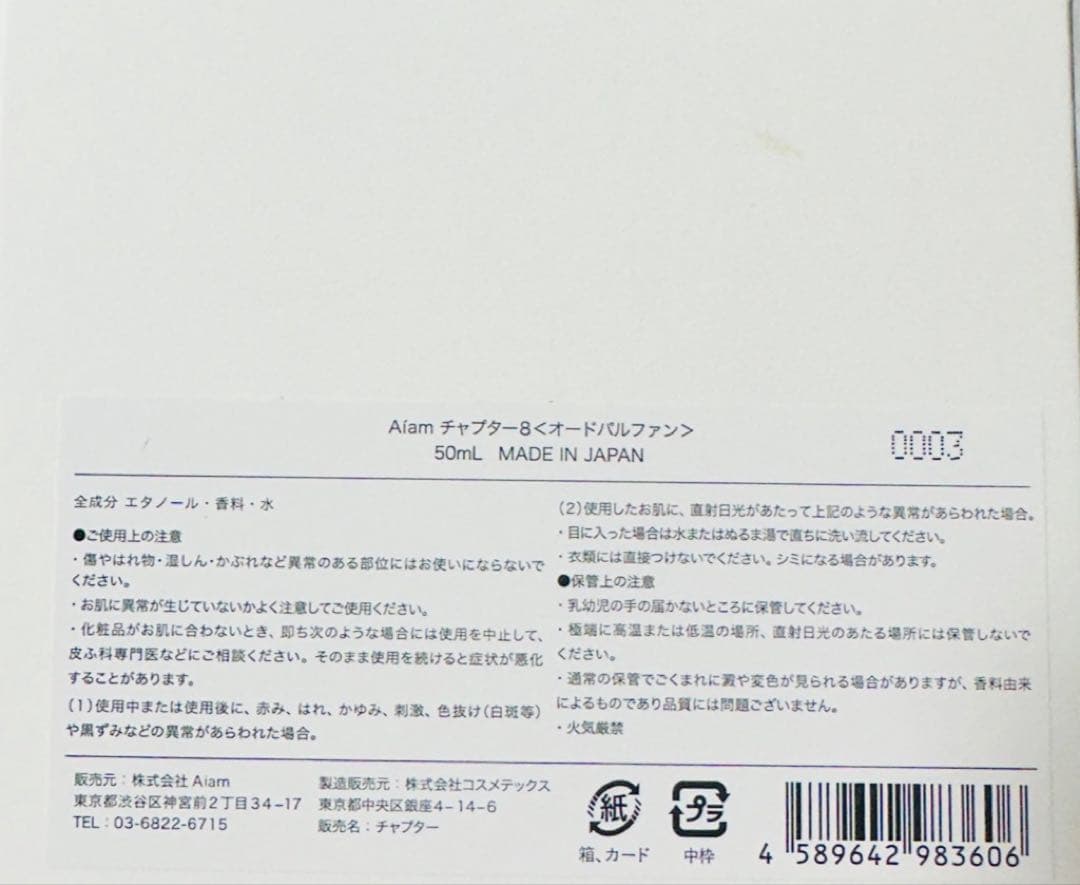 Aíam チャプター8<オードパルファン>
50mL MADE IN JAPAN
0003
全成分 エタノール・香料・水
●ご使用上の注意
・傷やはれ物・湿しん・かぶれなど異常のある部位にはお使いにならないで
ください。
・お肌に異常が生じていないかよく注意してご使用ください。
・化粧品がお肌に合わないとき、即ち次のような場合には使用を中止して、
皮ふ科専門医などにご相談ください。そのまま使用を続けると症状が悪化
することがあります。
(1)使用中または使用後に、赤み、はれ、かゆみ、刺激、色抜け(白斑等)
や黒ずみなどの異常があらわれた場合。
(2)使用したお肌に、直射日光があたって上記のような異常があらわれた場合。
・目に入った場合は水またはぬるま湯で直ちに洗い流してください。
・衣類には直接つけないでください。シミになる場合があります。
●保管上の注意
・乳幼児の手の届かないところに保管してください。
・極端に高温または低温の場所、直射日光のあたる場所には保管しないで
ください。
・通常の保管でごくまれに澱や変色が見られる場合がありますが、香料由来
によるものであり品質には問題ございません。
・火気厳禁
販売元：株式会社Aíam
東京都渋谷区神宮前2丁目34-17
TEL：03-6822-6715
製造販売元：株式会社コスメテックス
東京都中央区銀座4-14-6
販売名：チャプター
紙
箱、カード
プラ
中枠
4 589642 983606